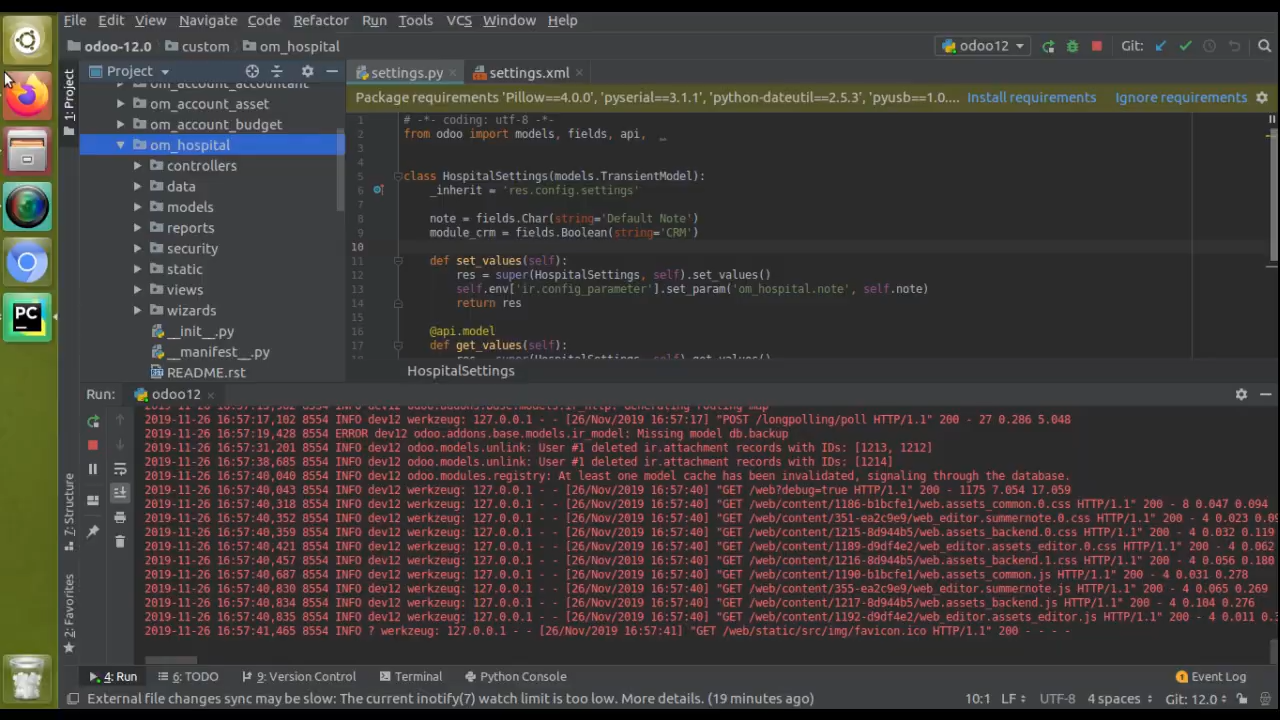 File Edit View Navigate Code Refactor Run Tools VCS Window Help
odoo-12.0 custom om_hospital odoo12 Git:
1: Project
Project
om_account_accountant
om_account_asset
om_account_budget
om_hospital
controllers
data
models
reports
security
static
views
wizards
__init__.py
__manifest__.py
README.rst
settings.py settings.xml
Package requirements 'Pillow==4.0.0', 'pyserial==3.1.1', 'python-dateutil==2.5.3', 'pyusb==1.0.... Install requirements Ignore requirements
1 # -*- coding: utf-8 -*-
2 from odoo import models, fields, api, _
3
4
5 class HospitalSettings(models.TransientModel):
6 _inherit = 'res.config.settings'
7
8 note = fields.Char(string='Default Note')
9 module_crm = fields.Boolean(string='CRM')
10
11 def set_values(self):
12 res = super(HospitalSettings, self).set_values()
13 self.env['ir.config_parameter'].set_param('om_hospital.note', self.note)
14 return res
15
16 @api.model
17 def get_values(self):
18 res = super(HospitalSettings, self).get_values()
HospitalSettings
PC
Run: odoo12
2019-11-26 16:57:17,102 8554 INFO dev12 werkzeug: 127.0.0.1 - - [26/Nov/2019 16:57:17] "POST /longpolling/poll HTTP/1.1" 200 - 27 0.286 5.048
2019-11-26 16:57:19,428 8554 ERROR dev12 odoo.addons.base.models.ir_model: Missing model db.backup
2019-11-26 16:57:31,201 8554 INFO dev12 odoo.models.unlink: User #1 deleted ir.attachment records with IDs: [1213, 1212]
2019-11-26 16:57:38,685 8554 INFO dev12 odoo.models.unlink: User #1 deleted ir.attachment records with IDs: [1214]
2019-11-26 16:57:40,040 8554 INFO dev12 odoo.modules.registry: At least one model cache has been invalidated, signaling through the database.
2019-11-26 16:57:40,043 8554 INFO dev12 werkzeug: 127.0.0.1 - - [26/Nov/2019 16:57:40] "GET /web?debug=true HTTP/1.1" 200 - 1175 7.054 17.059
2019-11-26 16:57:40,318 8554 INFO dev12 werkzeug: 127.0.0.1 - - [26/Nov/2019 16:57:40] "GET /web/content/1186-b1bcfe1/web.assets_common.0.css HTTP/1.1" 200 - 8 0.047 0.094
2019-11-26 16:57:40,352 8554 INFO dev12 werkzeug: 127.0.0.1 - - [26/Nov/2019 16:57:40] "GET /web/content/351-ea2c9e9/web_editor.summernote.0.css HTTP/1.1" 200 - 4 0.023 0.09
2019-11-26 16:57:40,359 8554 INFO dev12 werkzeug: 127.0.0.1 - - [26/Nov/2019 16:57:40] "GET /web/content/1215-8d944b5/web.assets_backend.0.css HTTP/1.1" 200 - 4 0.032 0.119
2019-11-26 16:57:40,421 8554 INFO dev12 werkzeug: 127.0.0.1 - - [26/Nov/2019 16:57:40] "GET /web/content/1189-d9df4e2/web_editor.assets_editor.0.css HTTP/1.1" 200 - 4 0.062
2019-11-26 16:57:40,457 8554 INFO dev12 werkzeug: 127.0.0.1 - - [26/Nov/2019 16:57:40] "GET /web/content/1216-8d944b5/web.assets_backend.1.css HTTP/1.1" 200 - 4 0.056 0.180
2019-11-26 16:57:40,687 8554 INFO dev12 werkzeug: 127.0.0.1 - - [26/Nov/2019 16:57:40] "GET /web/content/1190-b1bcfe1/web.assets_common.js HTTP/1.1" 200 - 4 0.031 0.278
2019-11-26 16:57:40,830 8554 INFO dev12 werkzeug: 127.0.0.1 - - [26/Nov/2019 16:57:40] "GET /web/content/355-ea2c9e9/web_editor.summernote.js HTTP/1.1" 200 - 4 0.065 0.269
2019-11-26 16:57:40,834 8554 INFO dev12 werkzeug: 127.0.0.1 - - [26/Nov/2019 16:57:40] "GET /web/content/1217-8d944b5/web.assets_backend.js HTTP/1.1" 200 - 4 0.104 0.276
2019-11-26 16:57:40,835 8554 INFO dev12 werkzeug: 127.0.0.1 - - [26/Nov/2019 16:57:40] "GET /web/content/1192-d9df4e2/web_editor.assets_editor.js HTTP/1.1" 200 - 4 0.011 0.3
2019-11-26 16:57:41,465 8554 INFO ? werkzeug: 127.0.0.1 - - [26/Nov/2019 16:57:41] "GET /web/static/src/img/favicon.ico HTTP/1.1" 200 - - - -
7: Structure
2: Favorites
4: Run 6: TODO 9: Version Control Terminal Python Console 1 Event Log
External file changes sync may be slow: The current inotify(7) watch limit is too low. More details. (19 minutes ago) 10:1 LF UTF-8 4 spaces Git: 12.0